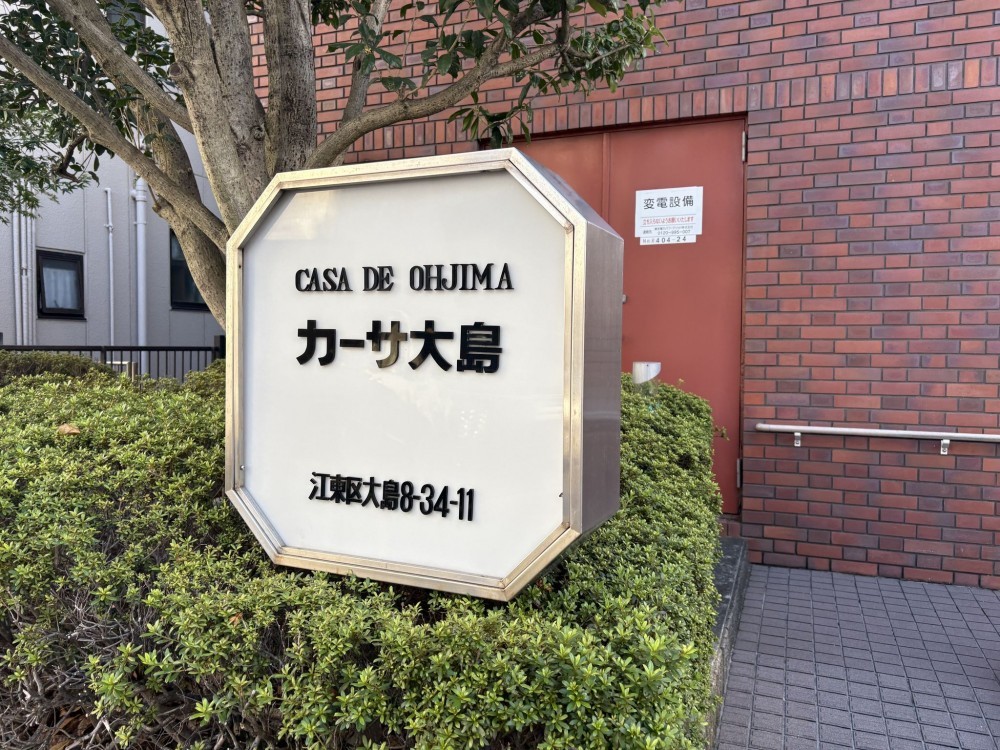 CASA DE OHJIMA
カーサ大島
江東区大島8-34-11
変電設備
404-24